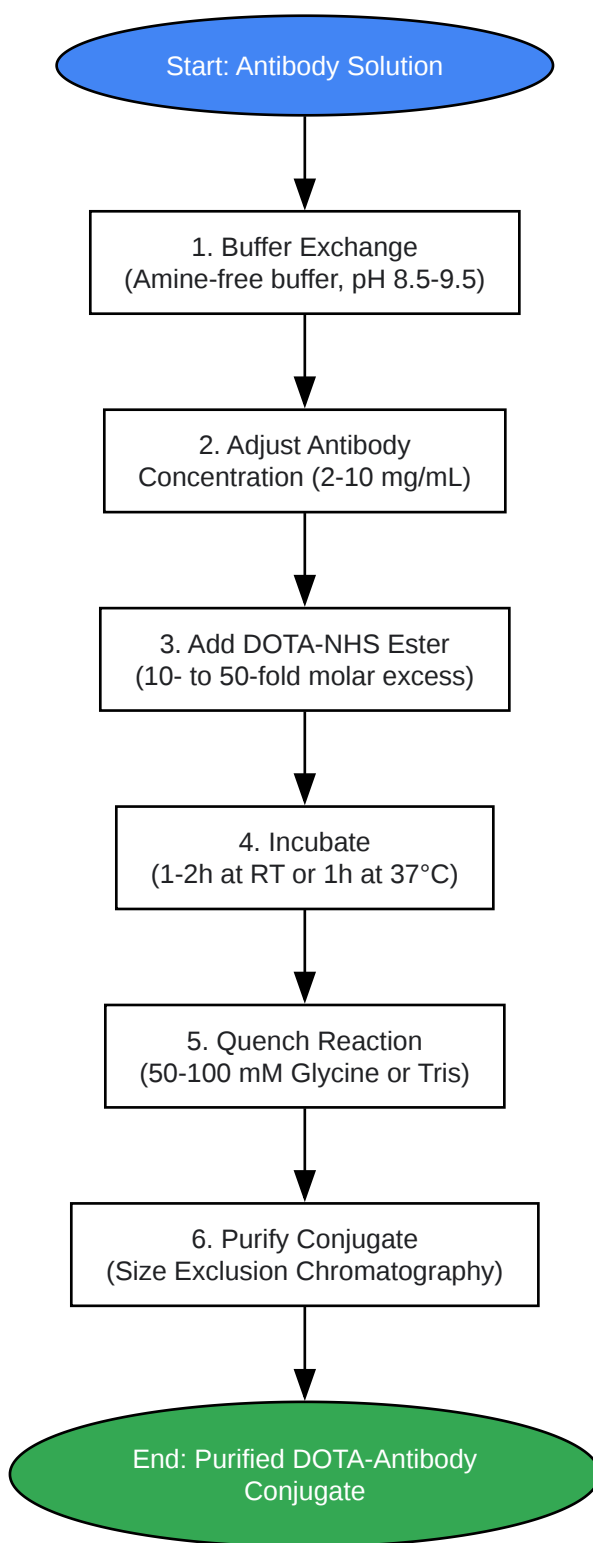 Start: Antibody Solution
1. Buffer Exchange
(Amine-free buffer, pH 8.5-9.5)
2. Adjust Antibody
Concentration (2-10 mg/mL)
3. Add DOTA-NHS Ester
(10- to 50-fold molar excess)
4. Incubate
(1-2h at RT or 1h at 37°C)
5. Quench Reaction
(50-100 mM Glycine or Tris)
6. Purify Conjugate
(Size Exclusion Chromatography)
End: Purified DOTA-Antibody
Conjugate